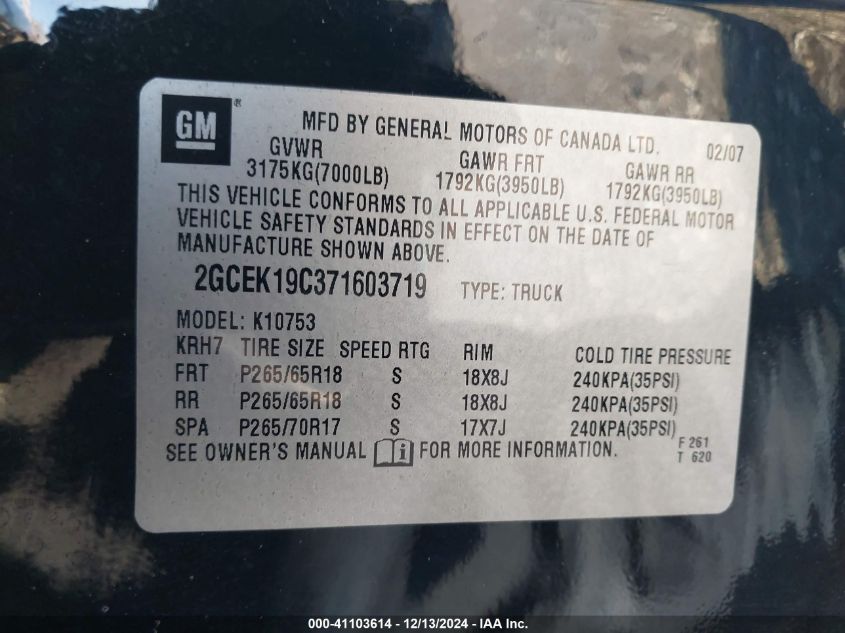 GM ® MFD BY GENERAL MOTORS OF CANADA LTD. 02/07
GVWR GAWR FRT GAWR RR
3175KG(7000LB) 1792KG(3950LB) 1792KG(3950LB)
THIS VEHICLE CONFORMS TO ALL APPLICABLE U.S. FEDERAL MOTOR
VEHICLE SAFETY STANDARDS IN EFFECT ON THE DATE OF
MANUFACTURE SHOWN ABOVE.
2GCEK19C371603719 TYPE: TRUCK
MODEL: K10753
KRH7 TIRE SIZE SPEED RTG RIM COLD TIRE PRESSURE
FRT P265/65R18 S 18X8J 240KPA(35PSI)
RR P265/65R18 S 18X8J 240KPA(35PSI)
SPA P265/70R17 S 17X7J 240KPA(35PSI)
SEE OWNER'S MANUAL i FOR MORE INFORMATION. F 261
T 620
000-41103614 - 12/13/2024 - IAA Inc.